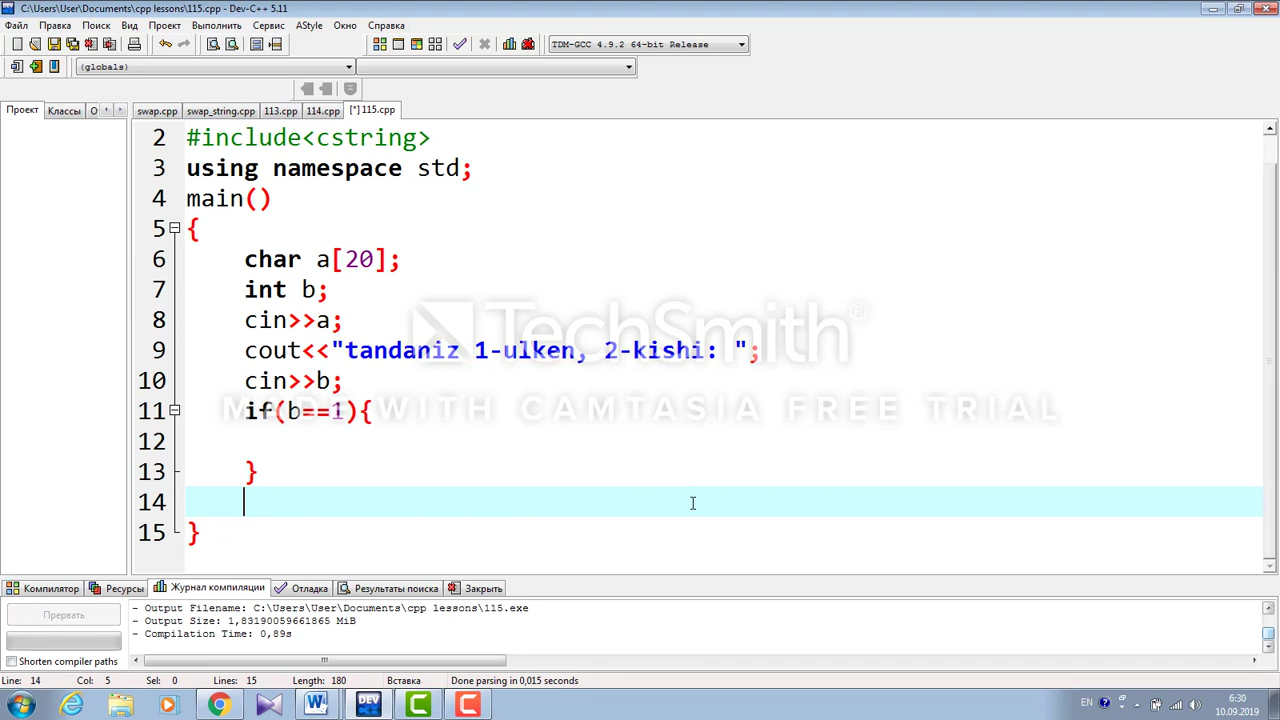 C:\Users\User\Documents\cpp lessons\115.cpp - Dev-C++ 5.11
Файл Правка Поиск Вид Проект Выполнить Сервис AStyle Окно Справка
TDM-GCC 4.9.2 64-bit Release
(globals)
Проект Классы О swap.cpp swap_string.cpp 113.cpp 114.cpp [*] 115.cpp
2 #include<cstring>
3 using namespace std;
4 main()
5 {
6 char a[20];
7 int b;
8 cin>>a;
9 cout<<"tandaniz 1-ulken, 2-kishi: ";
10 cin>>b;
11 if(b==1){
12
13 }
14
15 }
TechSmith®
MADE WITH CAMTASIA FREE TRIAL
Компилятор Ресурсы Журнал компиляции Отладка Результаты поиска Закрыть
Прервать
Shorten compiler paths
- Output Filename: C:\Users\User\Documents\cpp lessons\115.exe
- Output Size: 1,83190059661865 MiB
- Compilation Time: 0,89s
Line: 14 Col: 5 Sel: 0 Lines: 15 Length: 180 Вставка Done parsing in 0,015 seconds
DEV
EN
6:30
10.09.2019